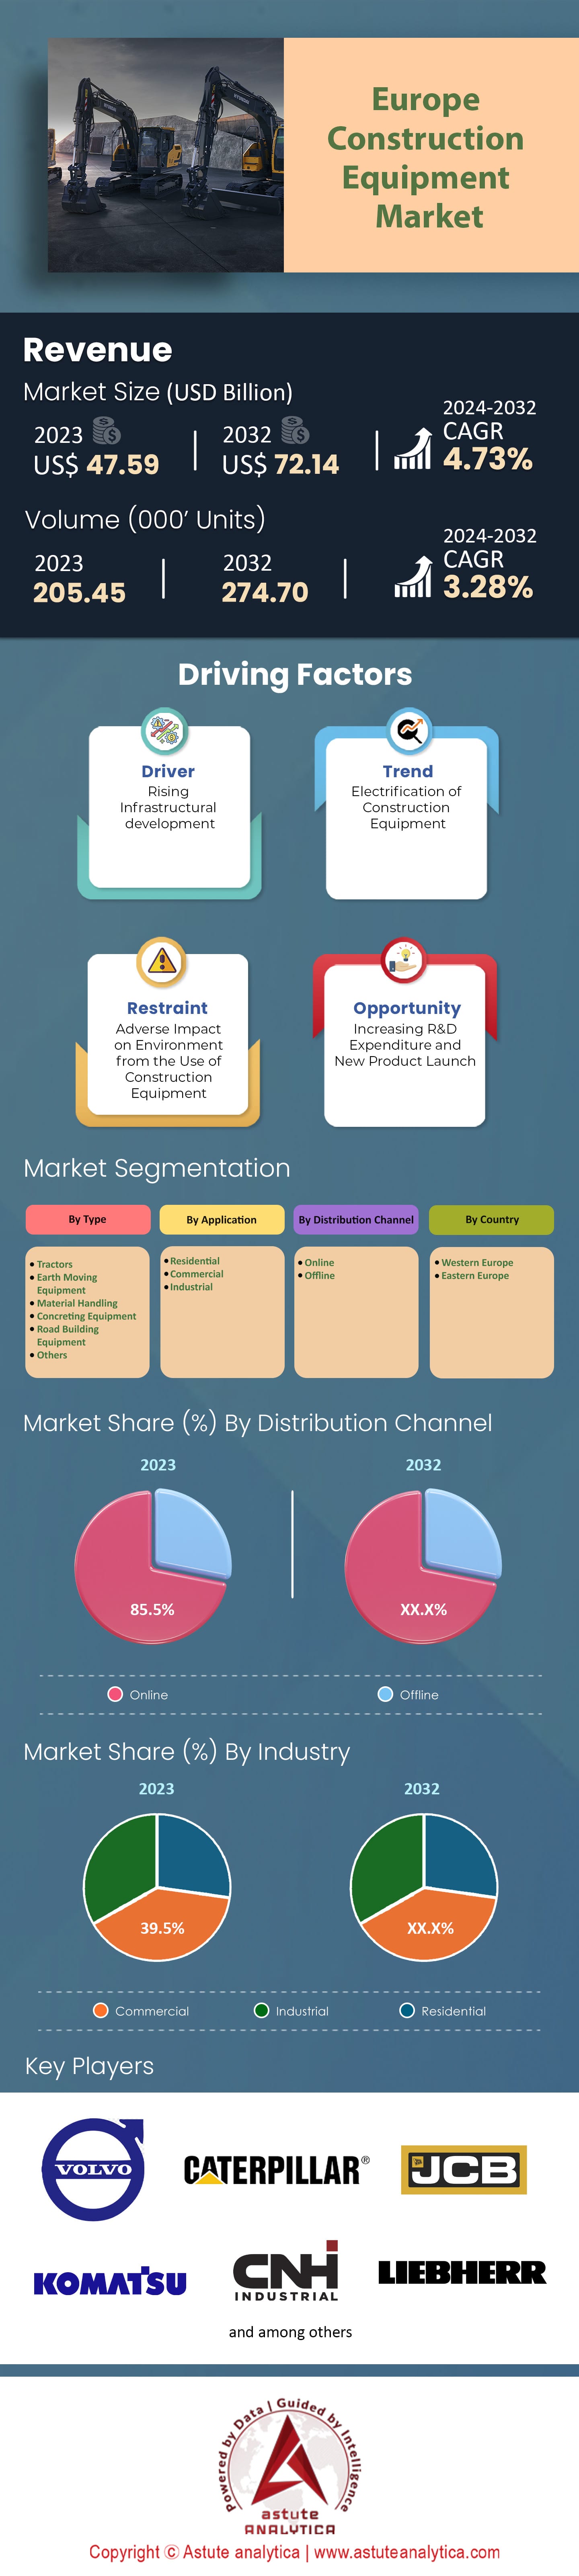 Europe
Construction
Equipment
Market
Revenue
Market Size (USD Billion)
2023
US$ 47.59
2032
US$ 72.14
2024-2032
CAGR
4.73%
Volume (000’ Units)
2023
205.45
2032
274.70
2024-2032
CAGR
3.28%
Driving Factors
Driver
Rising
Infrastructural
development
Trend
Electrification of
Construction
Equipment
Restraint
Adverse Impact
on Environment
from the Use of
Construction
Equipment
Opportunity
Increasing R&D
Expenditure and
New Product Launch
Market Segmentation
By Type
• Tractors
• Earth Moving
Equipment
• Material Handling
• Concreting Equipment
• Road Building
Equipment
• Others
By Application
• Residential
• Commercial
• Industrial
By Distribution Channel
• Online
• Offline
By Country
• Western Europe
• Eastern Europe
Market Share (%) By Distribution Channel
2023
2032
85.5%
XX.X%
Online
Offline
Market Share (%) By Industry
2023
2032
39.5%
XX.X%
Commercial
Industrial
Residential
Key Players
VOLVO
CATERPILLAR®
JCB
KOMATSU
CNH
INDUSTRIAL
LIEBHERR
and among others
Powered by Data | Guided by Intelligence
astute
ANALYTICA
Copyright © Astute analytica | www.astuteanalytica.com